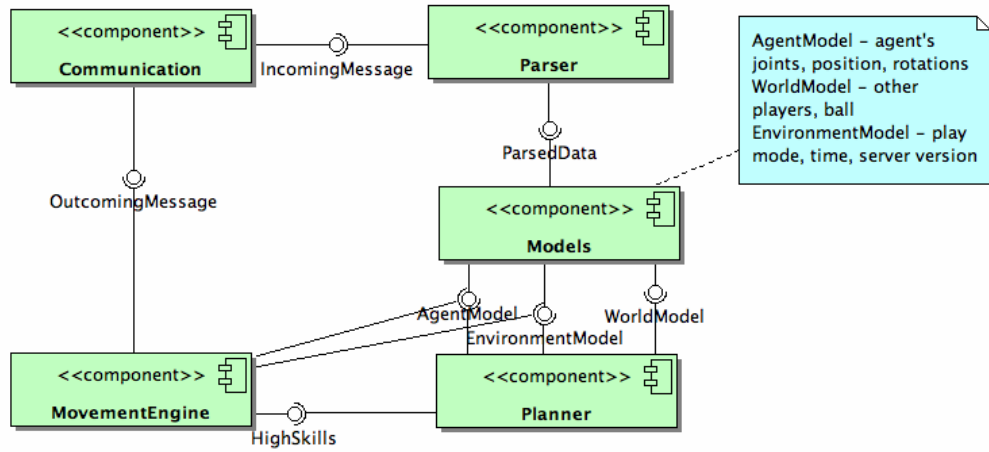 <<component>>
Communication
IncomingMessage
<<component>>
Parser
AgentModel - agent's
joints, position, rotations
WorldModel - other
players, ball
EnvironmentModel - play
mode, time, server version
ParsedData
OutcomingMessage
<<component>>
Models
AgentModel
EnvironmentModel
WorldModel
<<component>>
MovementEngine
HighSkills
<<component>>
Planner